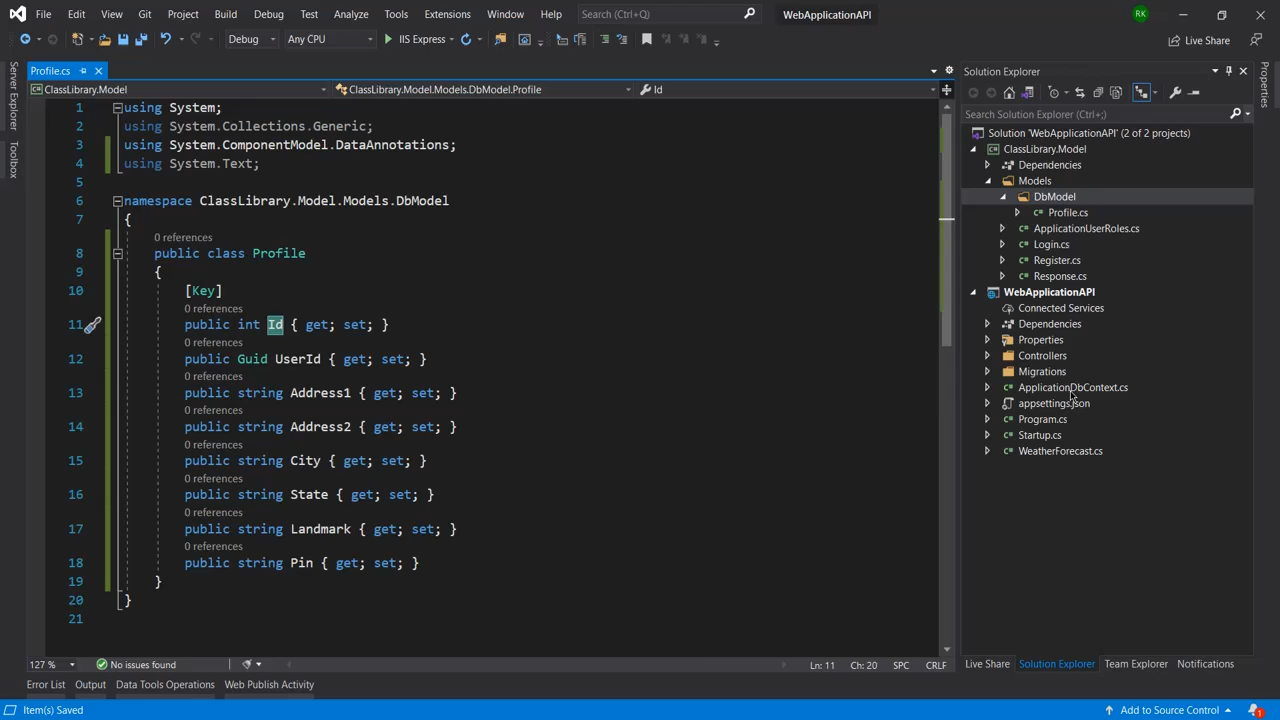 File Edit View Git Project Build Debug Test Analyze Tools Extensions Window Help Search (Ctrl+Q) WebApplicationAPI RK
Debug Any CPU IIS Express Live Share
Server Explorer
Toolbox
Profile.cs
ClassLibrary.Model ClassLibrary.Model.Models.DbModel.Profile Id
1 using System;
2 using System.Collections.Generic;
3 using System.ComponentModel.DataAnnotations;
4 using System.Text;
5
6 namespace ClassLibrary.Model.Models.DbModel
7 {
0 references
8 public class Profile
9 {
10 [Key]
0 references
11 public int Id { get; set; }
0 references
12 public Guid UserId { get; set; }
0 references
13 public string Address1 { get; set; }
0 references
14 public string Address2 { get; set; }
0 references
15 public string City { get; set; }
0 references
16 public string State { get; set; }
0 references
17 public string Landmark { get; set; }
0 references
18 public string Pin { get; set; }
19 }
20 }
21
127 % No issues found Ln: 11 Ch: 20 SPC CRLF
Error List Output Data Tools Operations Web Publish Activity
Item(s) Saved
Solution Explorer
Search Solution Explorer (Ctrl+;)
Solution 'WebApplicationAPI' (2 of 2 projects)
ClassLibrary.Model
Dependencies
Models
DbModel
Profile.cs
ApplicationUserRoles.cs
Login.cs
Register.cs
Response.cs
WebApplicationAPI
Connected Services
Dependencies
Properties
Controllers
Migrations
ApplicationDbContext.cs
appsettings.json
Program.cs
Startup.cs
WeatherForecast.cs
Live Share Solution Explorer Team Explorer Notifications
Add to Source Control 1
Properties